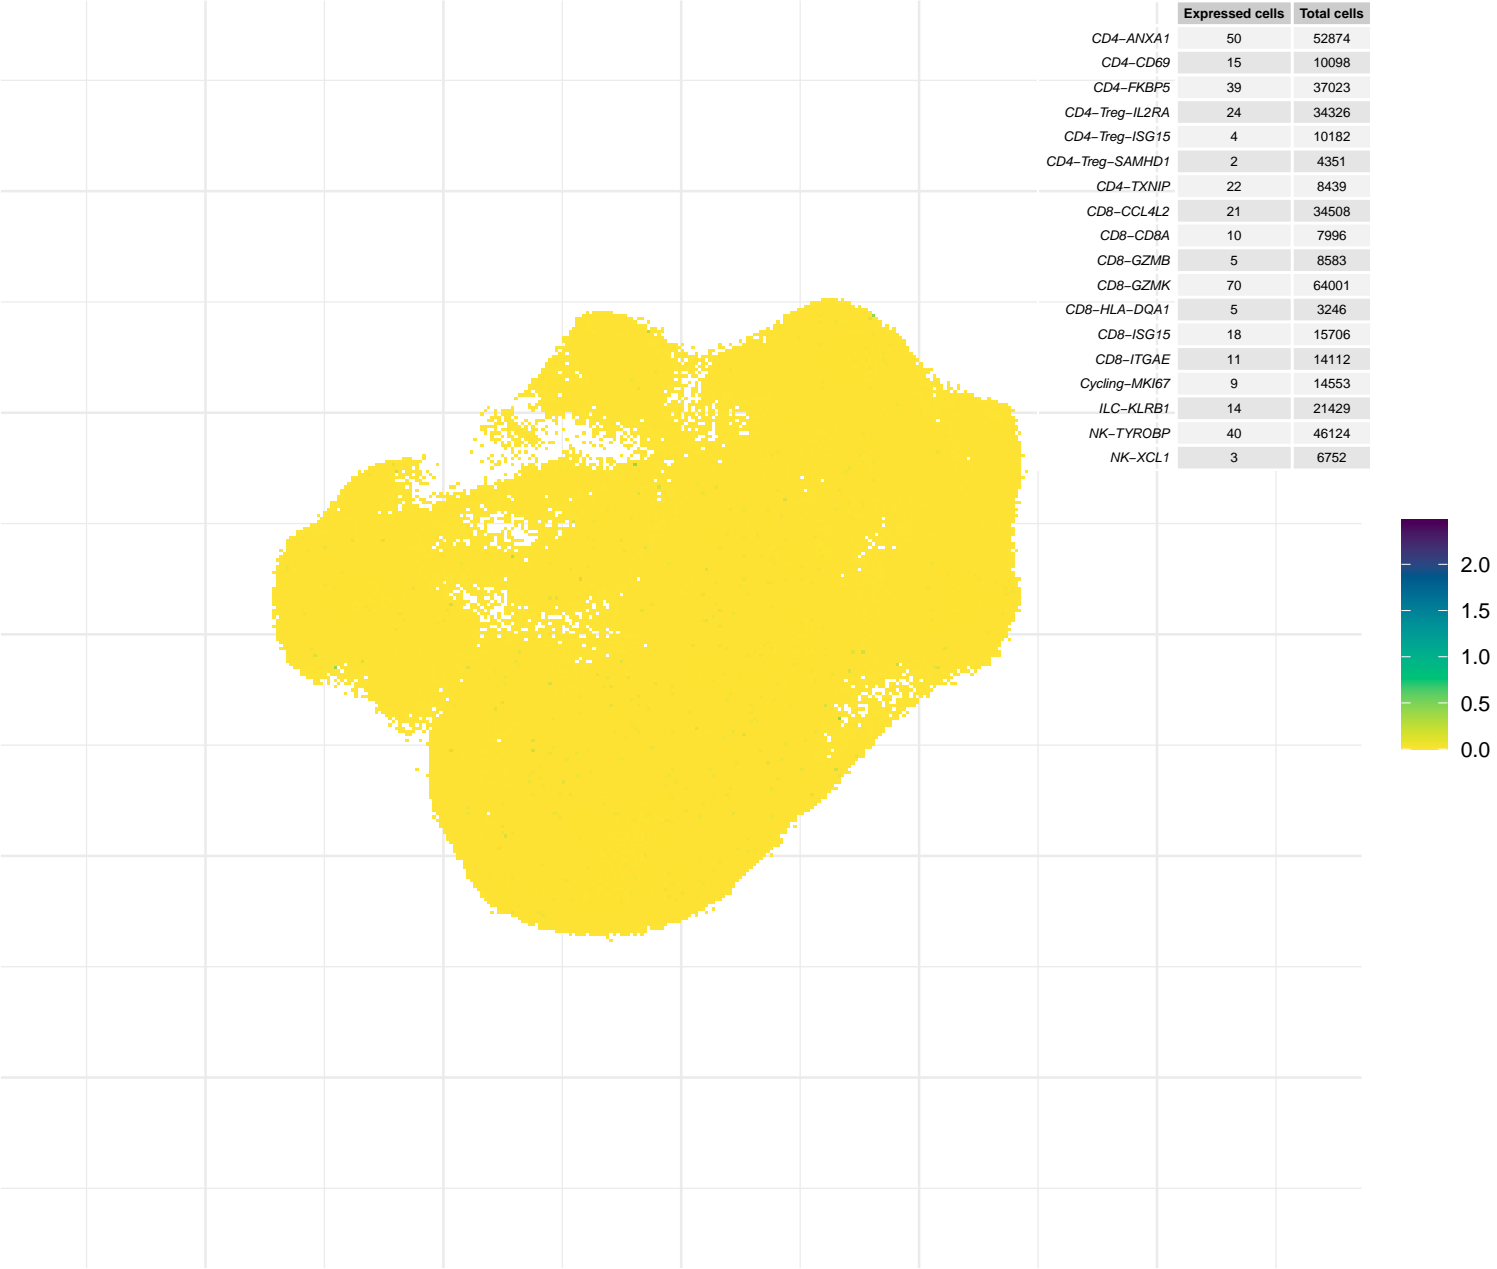 Expressed cells Total cells
CD4−ANXA1 50 52874
CD4−CD69 15 10098
CD4−FKBP5 39 37023
CD4−Treg−IL2RA 24 34326
CD4−Treg−ISG15 4 10182
CD4−Treg−SAMHD1 2 4351
CD4−TXNIP 22 8439
CD8−CCL4L2 21 34508
CD8−CD8A 10 7996
CD8−GZMB 5 8583
CD8−GZMK 70 64001
CD8−HLA−DQA1 5 3246
CD8−ISG15 18 15706
CD8−ITGAE 11 14112
Cycling−MKI67 9 14553
ILC−KLRB1 14 21429
NK−TYROBP 40 46124
NK−XCL1 3 6752
2.0
1.5
1.0
0.5
0.0